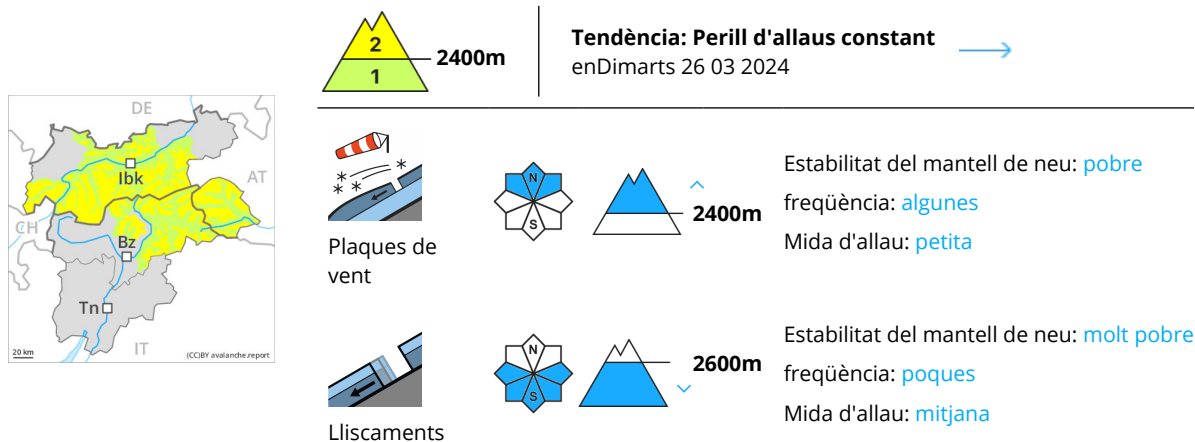 2
1
2400m
Tendència: Perill d'allaus constant
enDimarts 26 03 2024
DE
Ibk
AT
CH
Bz
Tn
IT
20 km
(CC)BY avalanche.report
Plaques de
vent
N
S
2400m
Estabilitat del mantell de neu: pobre
freqüència: algunes
Mida d'allau: petita
Lliscaments
N
S
2600m
Estabilitat del mantell de neu: molt pobre
freqüència: poques
Mida d'allau: mitjana